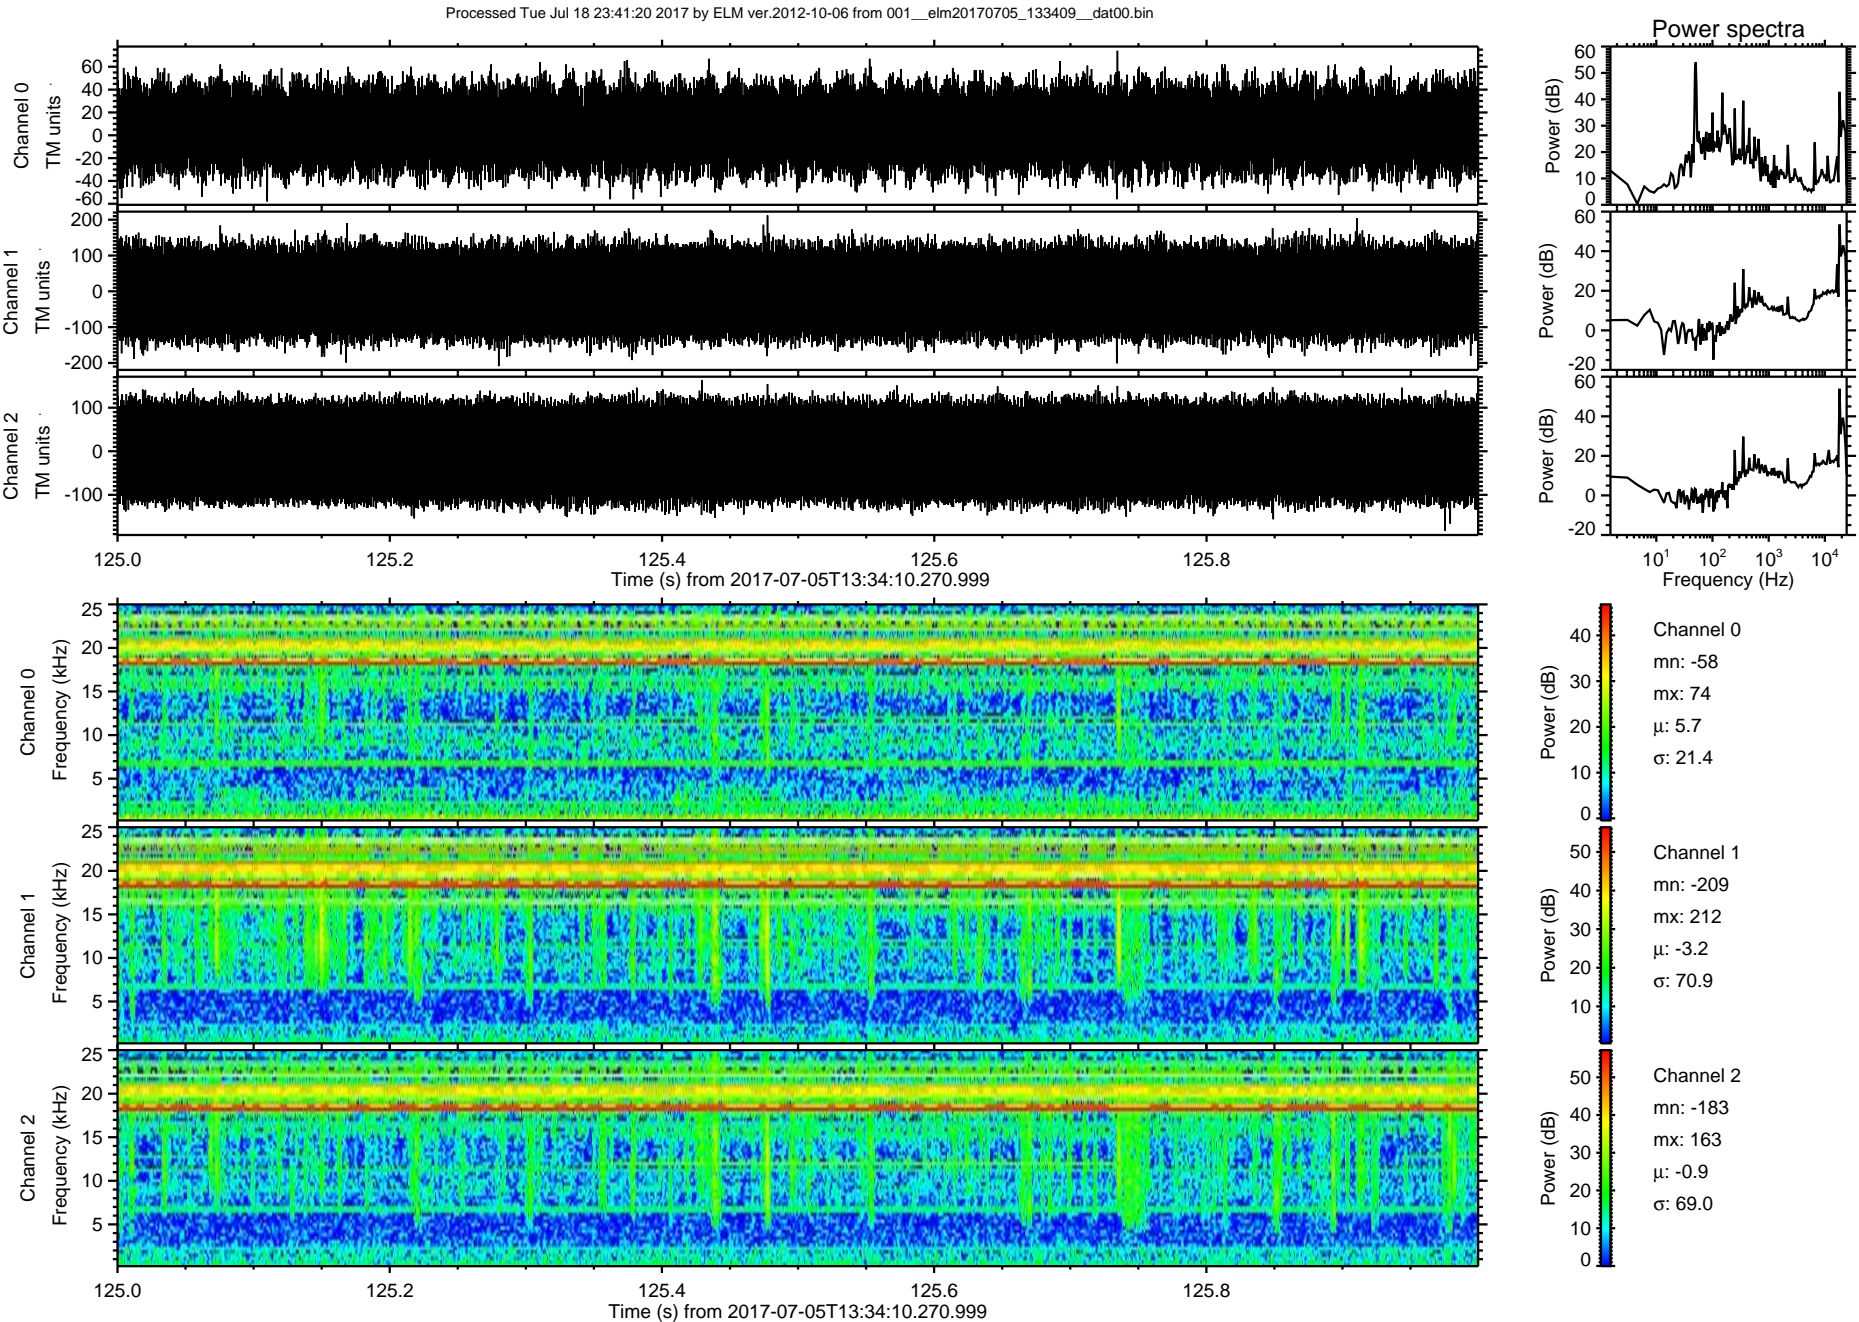 Processed Tue Jul 18 23:41:20 2017 by ELM ver.2012-10-06 from 001__elm20170705_133409__dat00.bin
Power spectra
Channel 0
TM units
60
40
20
0
-20
-40
-60
Power (dB)
60
50
40
30
20
10
0
Channel 1
TM units
200
100
0
-100
-200
Power (dB)
60
40
20
0
-20
Channel 2
TM units
100
0
-100
Power (dB)
60
40
20
0
-20
125.0 125.2 125.4 125.6 125.8
Time (s) from 2017-07-05T13:34:10.270.999
10¹ 10² 10³ 10⁴
Frequency (Hz)
Channel 0
Frequency (kHz)
25
20
15
10
5
Power (dB)
40
30
20
10
0
Channel 0
mn: -58
mx: 74
μ: 5.7
σ: 21.4
Channel 1
Frequency (kHz)
25
20
15
10
5
Power (dB)
50
40
30
20
10
Channel 1
mn: -209
mx: 212
μ: -3.2
σ: 70.9
Channel 2
Frequency (kHz)
25
20
15
10
5
Power (dB)
50
40
30
20
10
0
Channel 2
mn: -183
mx: 163
μ: -0.9
σ: 69.0
125.0 125.2 125.4 125.6 125.8
Time (s) from 2017-07-05T13:34:10.270.999